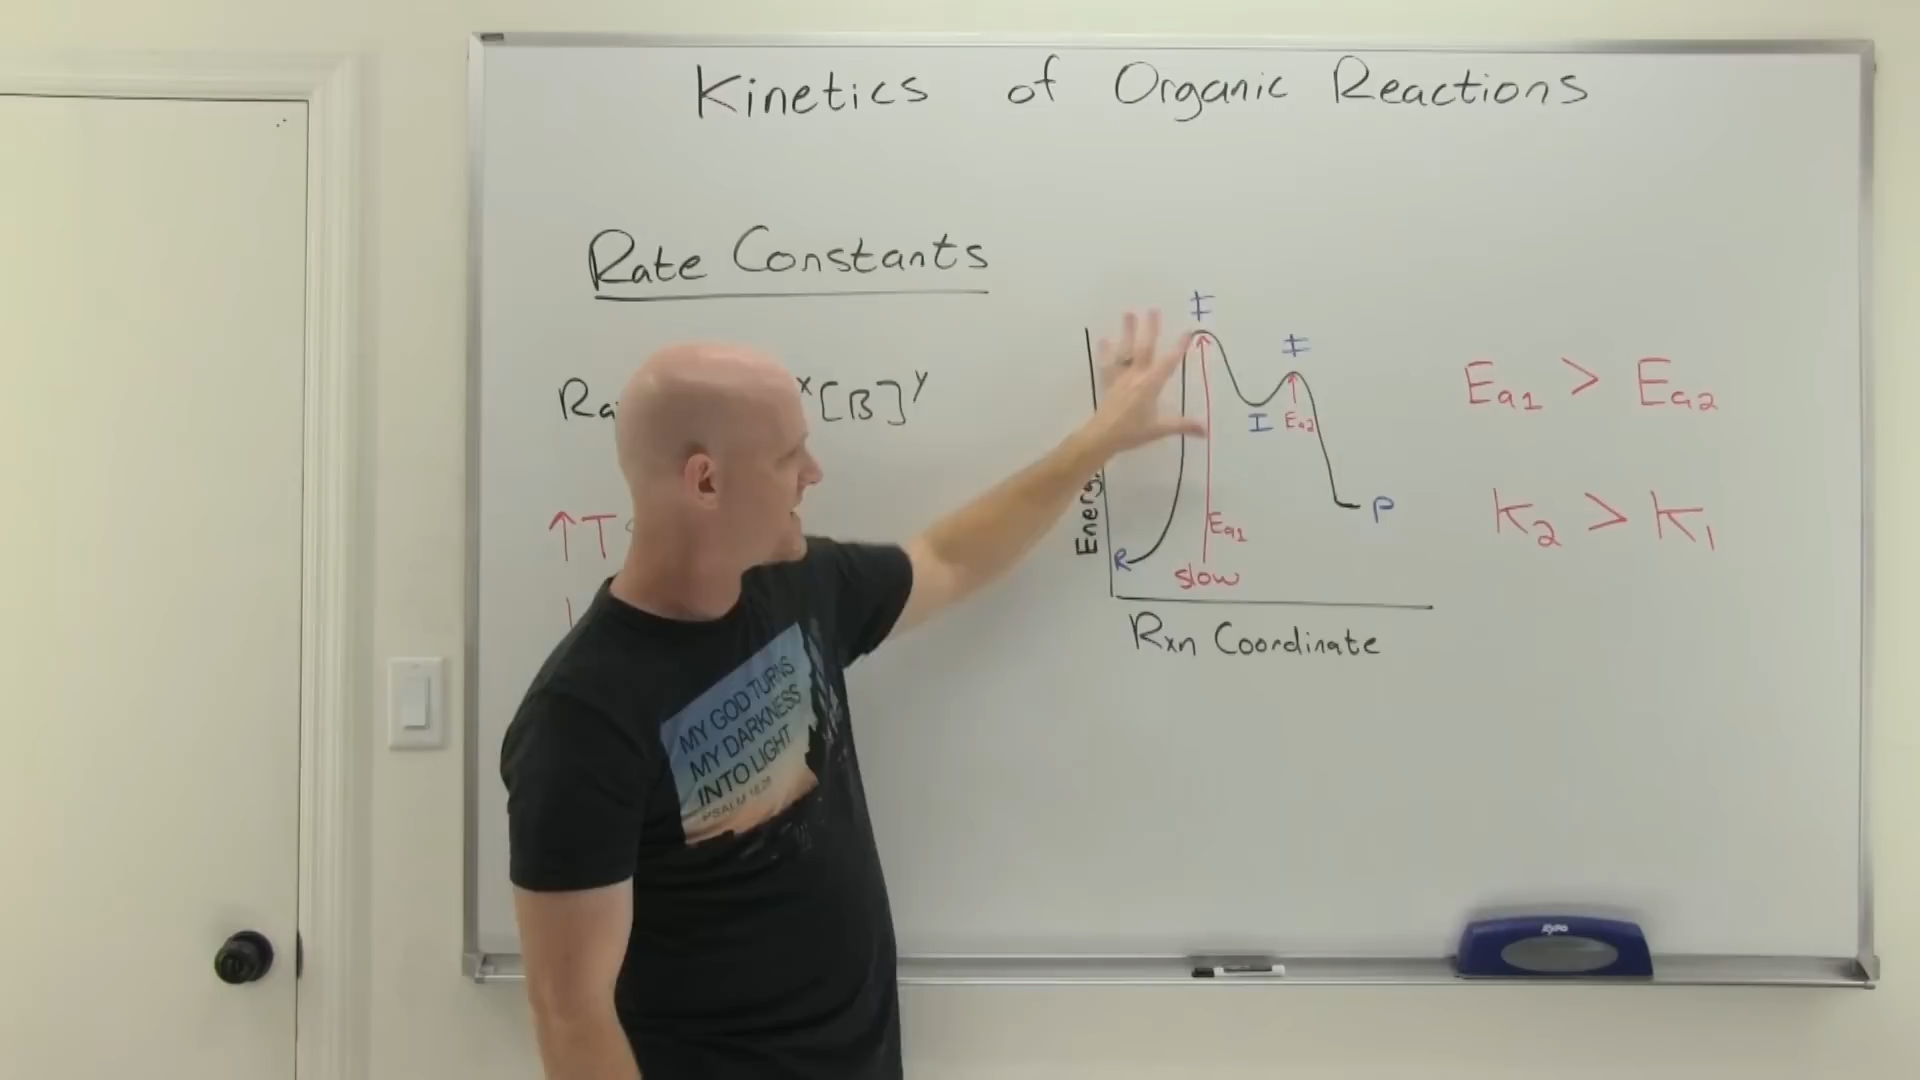 Kinetics of Organic Reactions
Rate Constants
x[B]y
↑T
‡
‡
I
Ea2
Ea1
slow
R
P
Energy
Rxn Coordinate
Ea1 > Ea2
K2 > K1
MY GOD TURNS
MY DARKNESS
INTO LIGHT
PSALM 18:28
EXPO